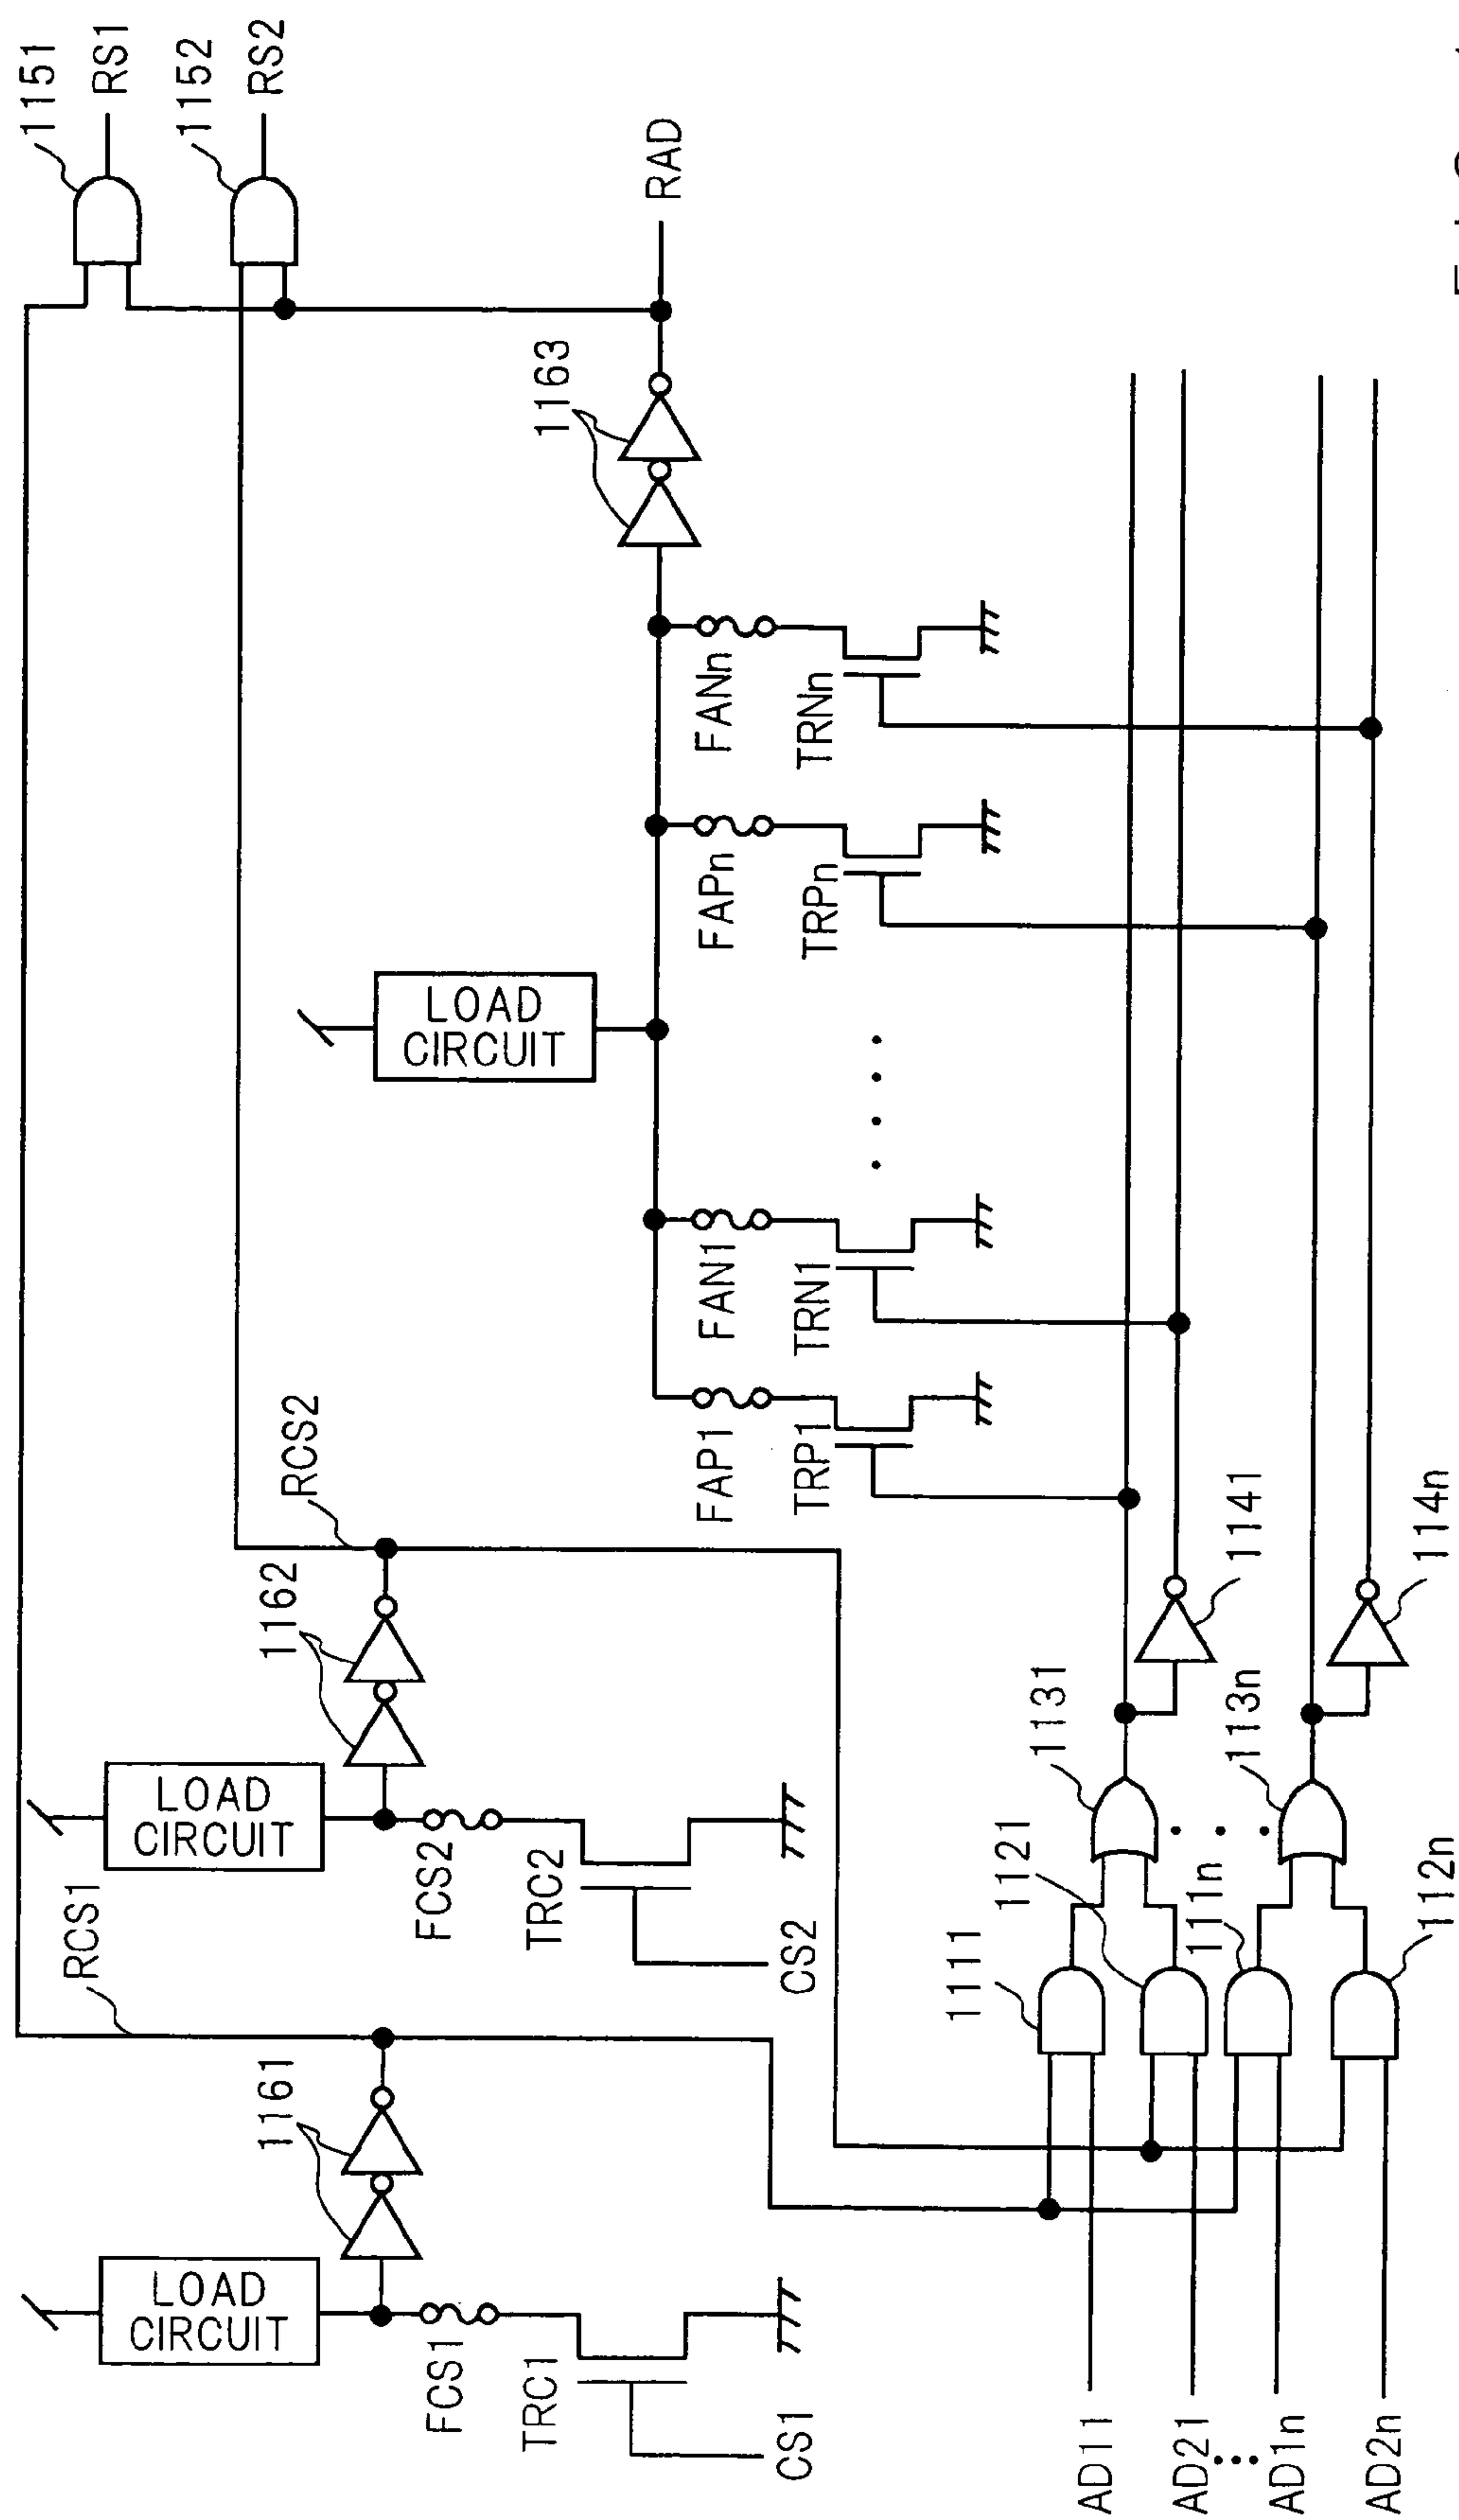 1151
RS1
1152
RS2
RAD
1163
LOAD
CIRCUIT
FAP1
FAN1
FAPn
FANn
TRP1
TRN1
TRPn
TRNn
RCS1
RCS2
1161
1162
LOAD
CIRCUIT
LOAD
CIRCUIT
FCS1
TRC1
CS1
FCS2
TRC2
CS2
1111
1121
111n
112n
1131
113n
1141
114n
AD11
AD21
AD1n
AD2n